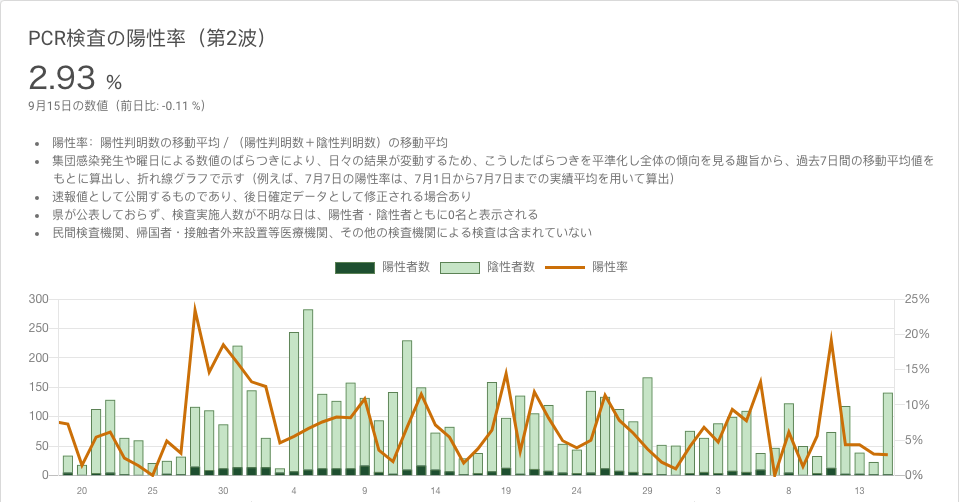 PCR検査の陽性率（第2波）
2.93 %
9月15日の数値（前日比: -0.11 %）
• 陽性率：陽性判明数の移動平均 / （陽性判明数＋陰性判明数）の移動平均
• 集団感染発生や曜日による数値のばらつきにより、日々の結果が変動するため、こうしたばらつきを平準化し全体の傾向を見る趣旨から、過去7日間の移動平均値を
もとに算出し、折れ線グラフで示す（例えば、7月7日の陽性率は、7月1日から7月7日までの実績平均を用いて算出）
• 速報値として公開するものであり、後日確定データとして修正される場合あり
• 県が公表しておらず、検査実施人数が不明な日は、陽性者・陰性者ともに0名と表示される
• 民間検査機関、帰国者・接触者外来設置等医療機関、その他の検査機関による検査は含まれていない
陽性者数 陰性者数 陽性率
300 25%
250 20%
200
150 15%
100 10%
50 5%
0 0%
20 25 30 4 9 14 19 24 29 3 8 13